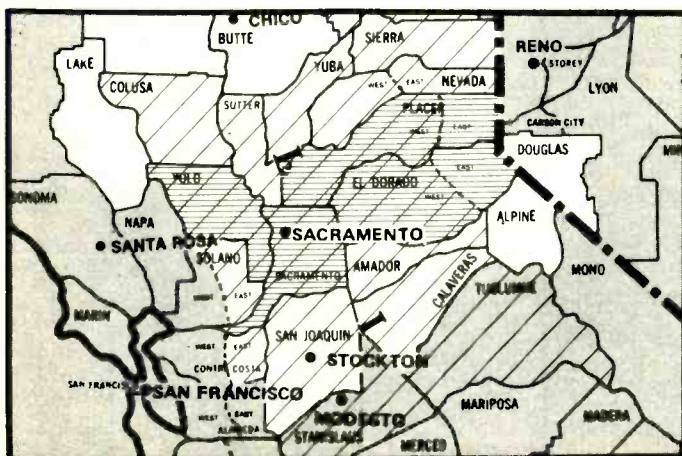 CHICO
BUTTE
SIERRA
RENO
STOREY
LAKE
YUBA
COLUSA
WEST EAST
NEVADA
LYON
SUTTER
PLACER
WEST EAST
CARSON CITY
DOUGLAS
YOLO
EAST
EL DORADO
WEST
SONOMA
NAPA
SANTA ROSA
SACRAMENTO
ALPINE
SOLANO
WEST EAST
SACRAMENTO
AMADOR
CALAVERAS
MONO
TUOLUMNE
MARIN
SAN JOAQUIN
WEST EAST
CONTRA COSTA
STOCKTON
SAN FRANCISCO
MODESTO
MARIPOSA
WEST EAST
ALAMEDA
STANISLAUS
MERCED
MADERA